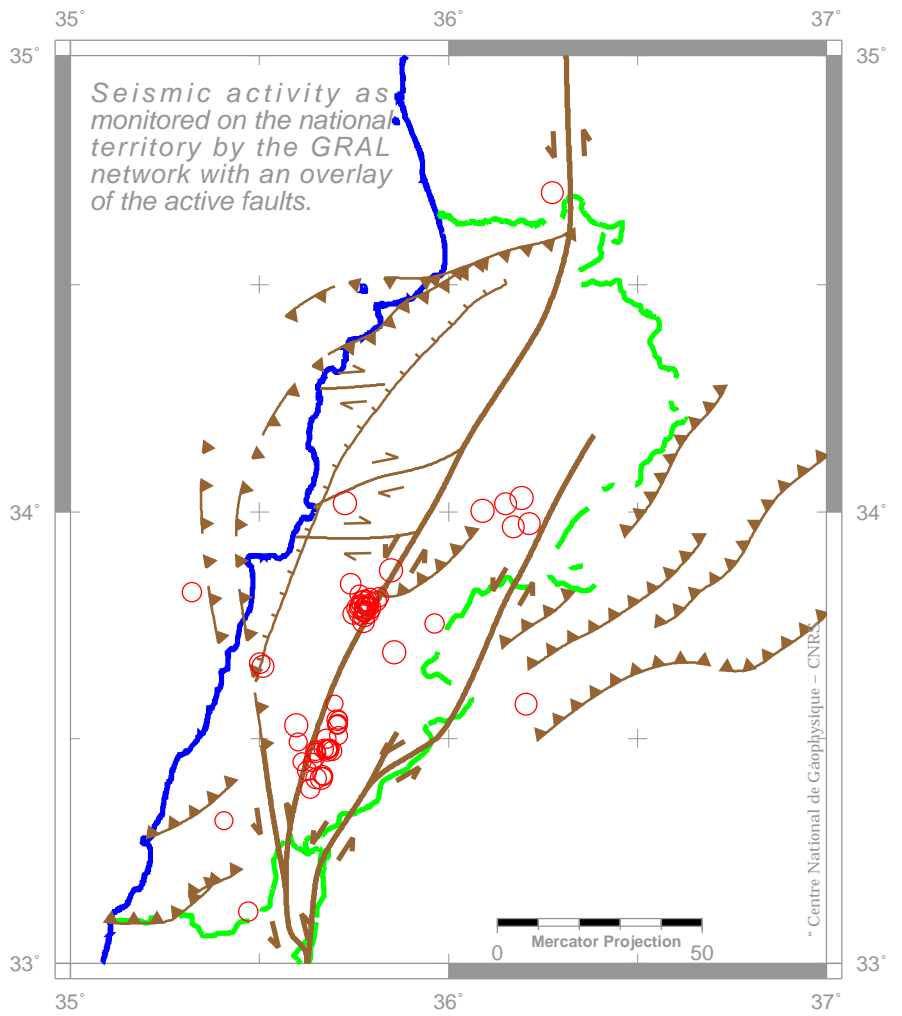 35° 36° 37°
35° 35°
Seismic activity as
monitored on the national
territory by the GRAL
network with an overlay
of the active faults.
34° 34°
" Centre National de Géophysique – CNRS
Mercator Projection
0 50
33° 33°
35° 36° 37°